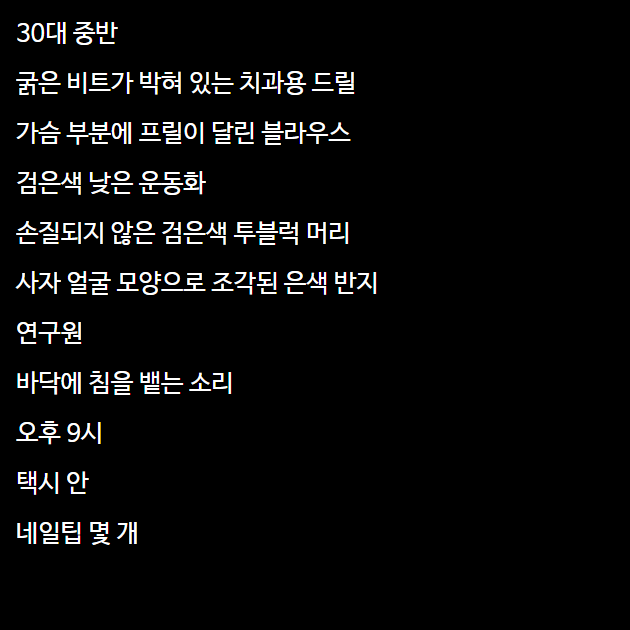 30대 중반
굵은 비트가 박혀 있는 치과용 드릴
가슴 부분에 프릴이 달린 블라우스
검은색 낮은 운동화
손질되지 않은 검은색 투블럭 머리
사자 얼굴 모양으로 조각된 은색 반지
연구원
바닥에 침을 뱉는 소리
오후 9시
택시 안
네일팁 몇 개